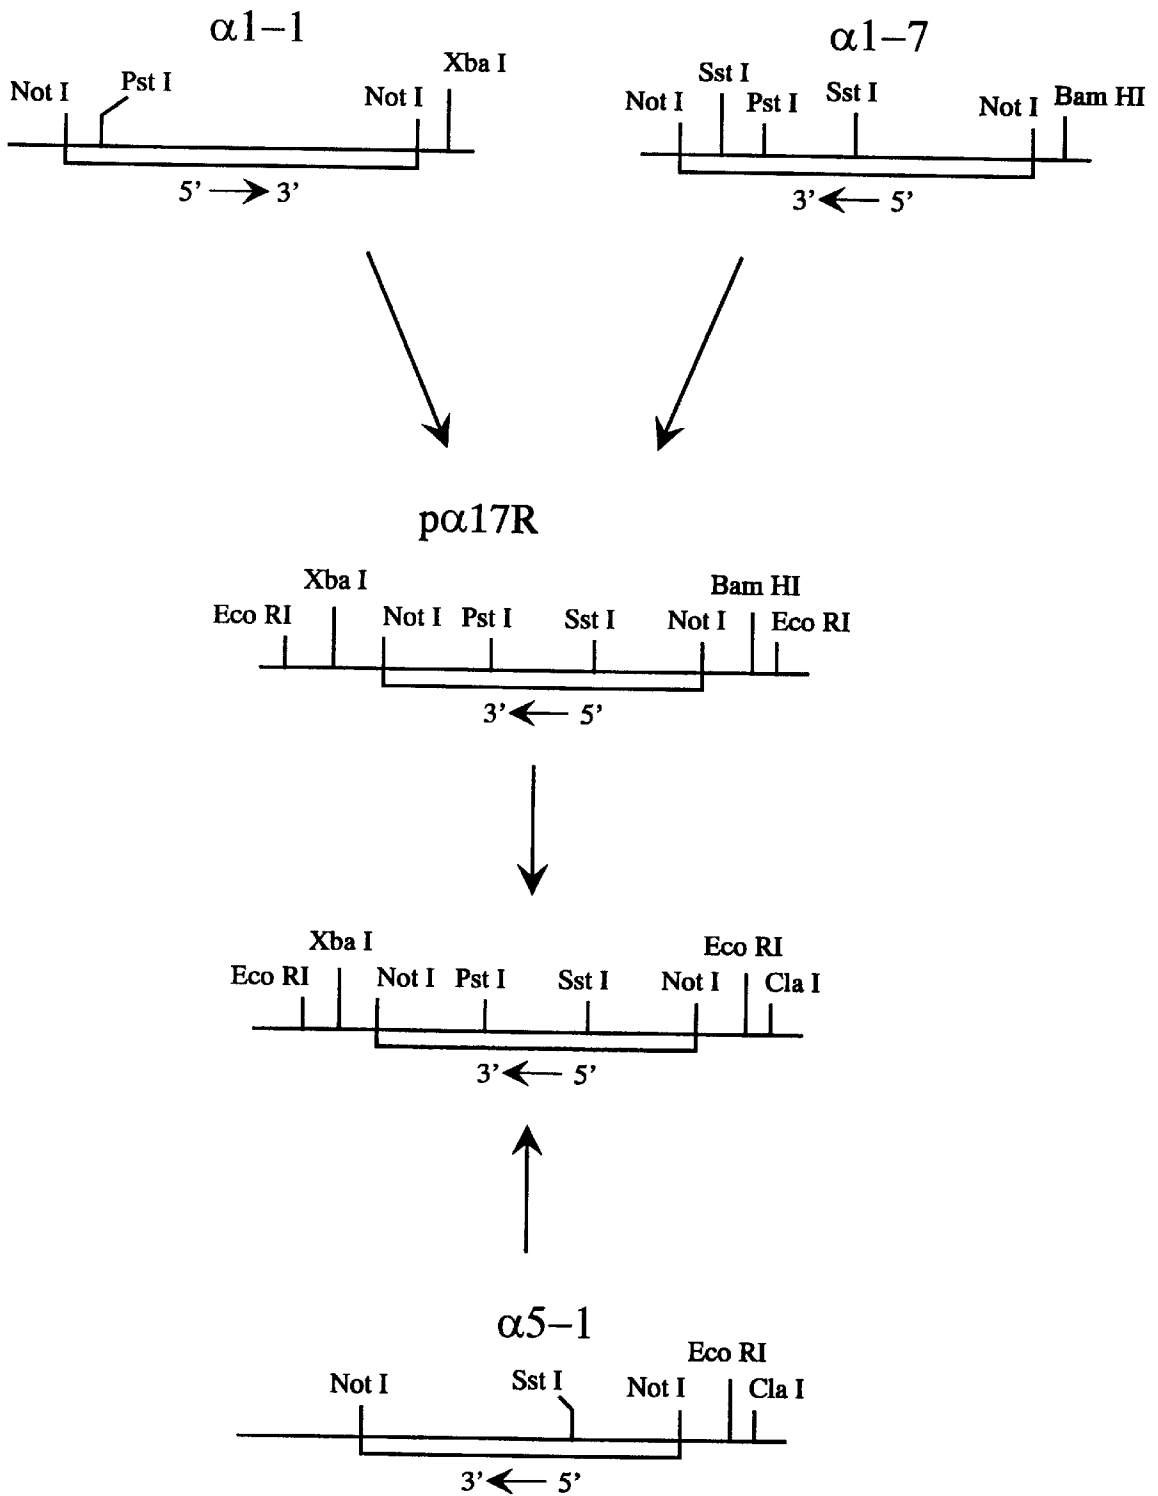 α1–1
α1–7
Xba I
Pst I
Not I
Not I
Sst I
Not I
Pst I
Sst I
Not I
Bam HI
5' 3'
3' 5'
pα17R
Xba I
Bam HI
Eco RI
Not I
Pst I
Sst I
Not I
Eco RI
3' 5'
Xba I
Eco RI
Eco RI
Not I
Pst I
Sst I
Not I
Cla I
3' 5'
α5–1
Eco RI
Not I
Sst I
Not I
Cla I
3' 5'